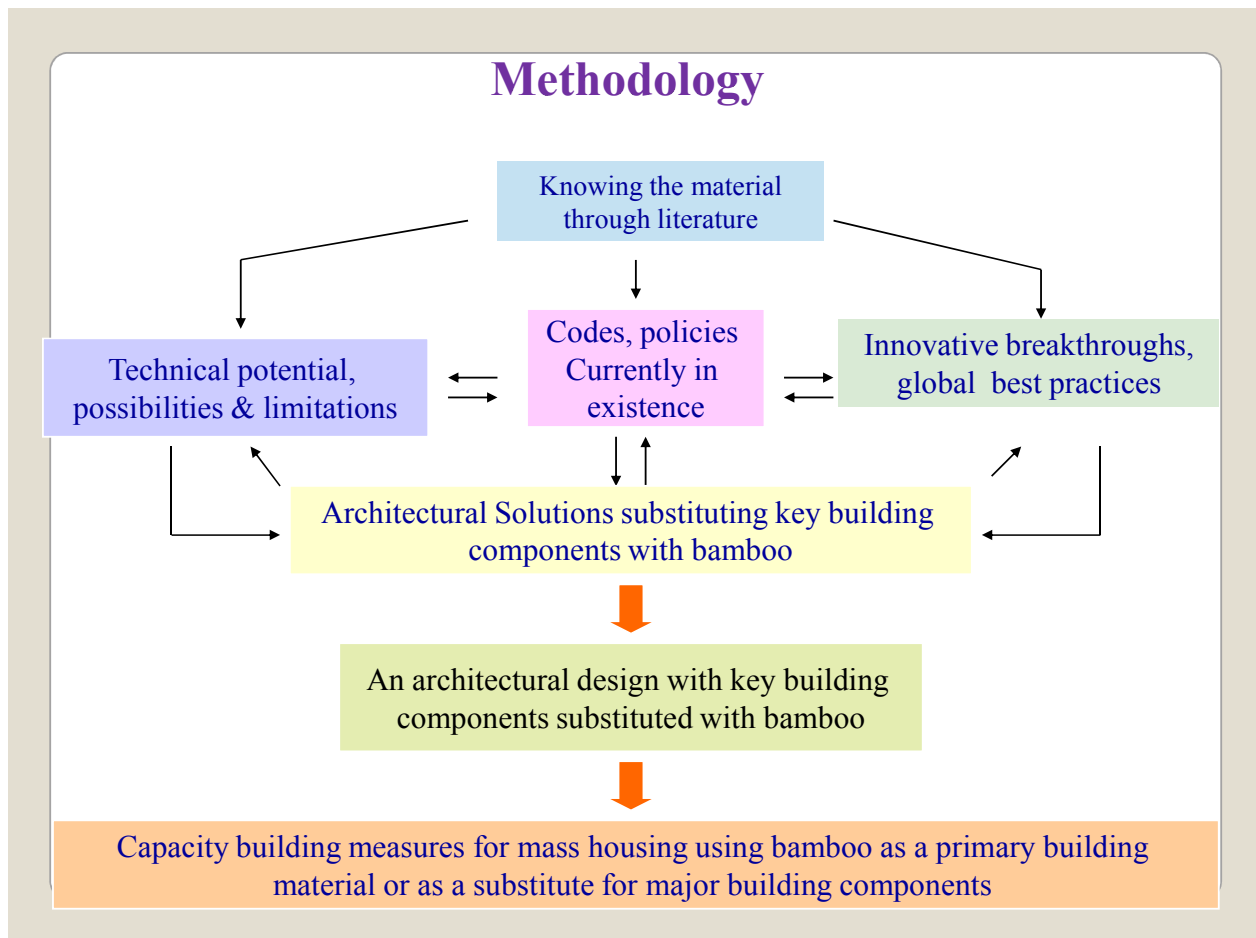 Methodology
Knowing the material
through literature
Technical potential,
possibilities & limitations
Codes, policies
Currently in
existence
Innovative breakthroughs,
global  best practices
Architectural Solutions substituting key building
components with bamboo
An architectural design with key building
components substituted with bamboo
Capacity building measures for mass housing using bamboo as a primary building
material or as a substitute for major building components